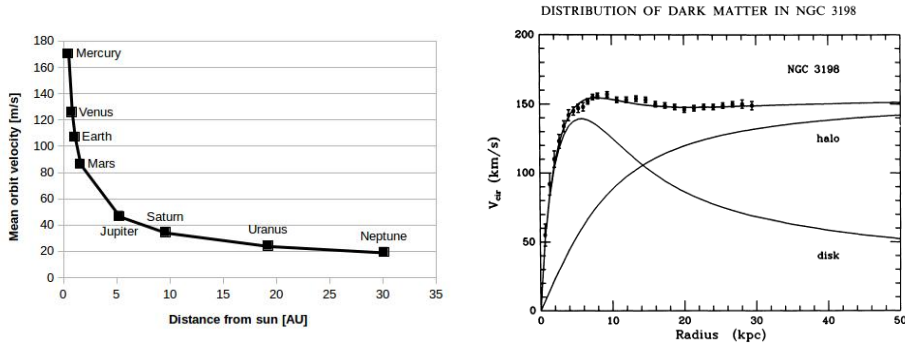 180
160
140
120
100
80
60
40
20
0
Mean orbit velocity [m/s]
Mercury
Venus
Earth
Mars
Jupiter
Saturn
Uranus
Neptune
0 5 10 15 20 25 30 35
Distance from sun [AU]
DISTRIBUTION OF DARK MATTER IN NGC 3198
200
150
100
50
0
V cir (km/s)
NGC 3198
halo
disk
0 10 20 30 40 50
Radius (kpc)